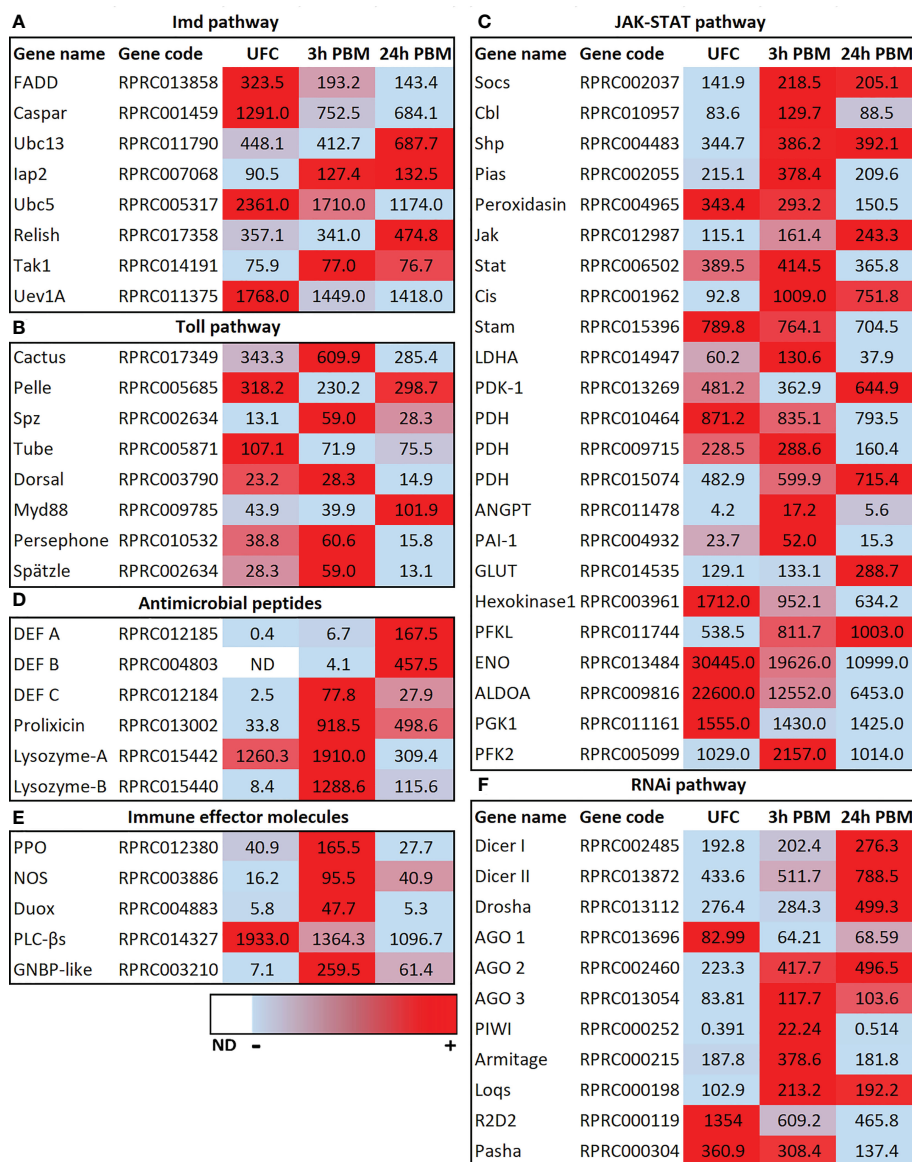 A
Imd pathway
Gene name Gene code UFC 3h PBM 24h PBM
FADD RPRC013858 323.5 193.2 143.4
Caspar RPRC001459 1291.0 752.5 684.1
Ubc13 RPRC011790 448.1 412.7 687.7
Iap2 RPRC007068 90.5 127.4 132.5
Ubc5 RPRC005317 2361.0 1710.0 1174.0
Relish RPRC017358 357.1 341.0 474.8
Tak1 RPRC014191 75.9 77.0 76.7
Uev1A RPRC011375 1768.0 1449.0 1418.0
B
Toll pathway
Cactus RPRC017349 343.3 609.9 285.4
Pelle RPRC005685 318.2 230.2 298.7
Spz RPRC002634 13.1 59.0 28.3
Tube RPRC005871 107.1 71.9 75.5
Dorsal RPRC003790 23.2 28.3 14.9
Myd88 RPRC009785 43.9 39.9 101.9
Persephone RPRC010532 38.8 60.6 15.8
Spätzle RPRC002634 28.3 59.0 13.1
D
Antimicrobial peptides
DEF A RPRC012185 0.4 6.7 167.5
DEF B RPRC004803 ND 4.1 457.5
DEF C RPRC012184 2.5 77.8 27.9
Prolixicin RPRC013002 33.8 918.5 498.6
Lysozyme-A RPRC015442 1260.3 1910.0 309.4
Lysozyme-B RPRC015440 8.4 1288.6 115.6
E
Immune effector molecules
PPO RPRC012380 40.9 165.5 27.7
NOS RPRC003886 16.2 95.5 40.9
Duox RPRC004883 5.8 47.7 5.3
PLC-βs RPRC014327 1933.0 1364.3 1096.7
GNBP-like RPRC003210 7.1 259.5 61.4
ND - +
C
JAK-STAT pathway
Gene name Gene code UFC 3h PBM 24h PBM
Socs RPRC002037 141.9 218.5 205.1
Cbl RPRC010957 83.6 129.7 88.5
Shp RPRC004483 344.7 386.2 392.1
Pias RPRC002055 215.1 378.4 209.6
Peroxidasin RPRC004965 343.4 293.2 150.5
Jak RPRC012987 115.1 161.4 243.3
Stat RPRC006502 389.5 414.5 365.8
Cis RPRC001962 92.8 1009.0 751.8
Stam RPRC015396 789.8 764.1 704.5
LDHA RPRC014947 60.2 130.6 37.9
PDK-1 RPRC013269 481.2 362.9 644.9
PDH RPRC010464 871.2 835.1 793.5
PDH RPRC009715 228.5 288.6 160.4
PDH RPRC015074 482.9 599.9 715.4
ANGPT RPRC011478 4.2 17.2 5.6
PAI-1 RPRC004932 23.7 52.0 15.3
GLUT RPRC014535 129.1 133.1 288.7
Hexokinase1 RPRC003961 1712.0 952.1 634.2
PFKL RPRC011744 538.5 811.7 1003.0
ENO RPRC013484 30445.0 19626.0 10999.0
ALDOA RPRC009816 22600.0 12552.0 6453.0
PGK1 RPRC011161 1555.0 1430.0 1425.0
PFK2 RPRC005099 1029.0 2157.0 1014.0
F
RNAi pathway
Gene name Gene code UFC 3h PBM 24h PBM
Dicer I RPRC002485 192.8 202.4 276.3
Dicer II RPRC013872 433.6 511.7 788.5
Drosha RPRC013112 276.4 284.3 499.3
AGO 1 RPRC013696 82.99 64.21 68.59
AGO 2 RPRC002460 223.3 417.7 496.5
AGO 3 RPRC013054 83.81 117.7 103.6
PIWI RPRC000252 0.391 22.24 0.514
Armitage RPRC000215 187.8 378.6 181.8
Loqs RPRC000198 102.9 213.2 192.2
R2D2 RPRC000119 1354 609.2 465.8
Pasha RPRC000304 360.9 308.4 137.4